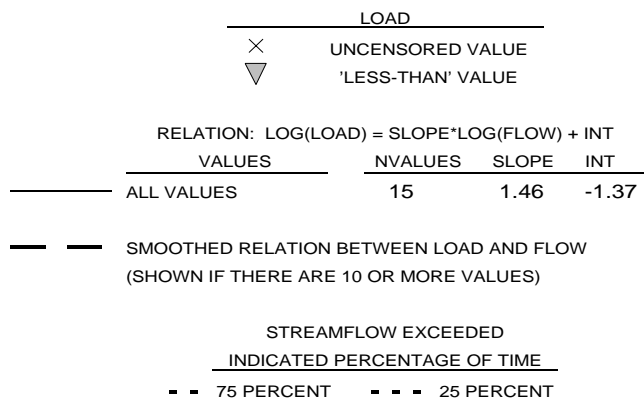 LOAD
UNCENSORED VALUE
'LESS-THAN' VALUE
RELATION: LOG(LOAD) = SLOPE*LOG(FLOW) + INT
VALUES NVALUES SLOPE INT
ALL VALUES 15 1.46 -1.37
SMOOTHED RELATION BETWEEN LOAD AND FLOW
(SHOWN IF THERE ARE 10 OR MORE VALUES)
STREAMFLOW EXCEEDED
INDICATED PERCENTAGE OF TIME
75 PERCENT 25 PERCENT